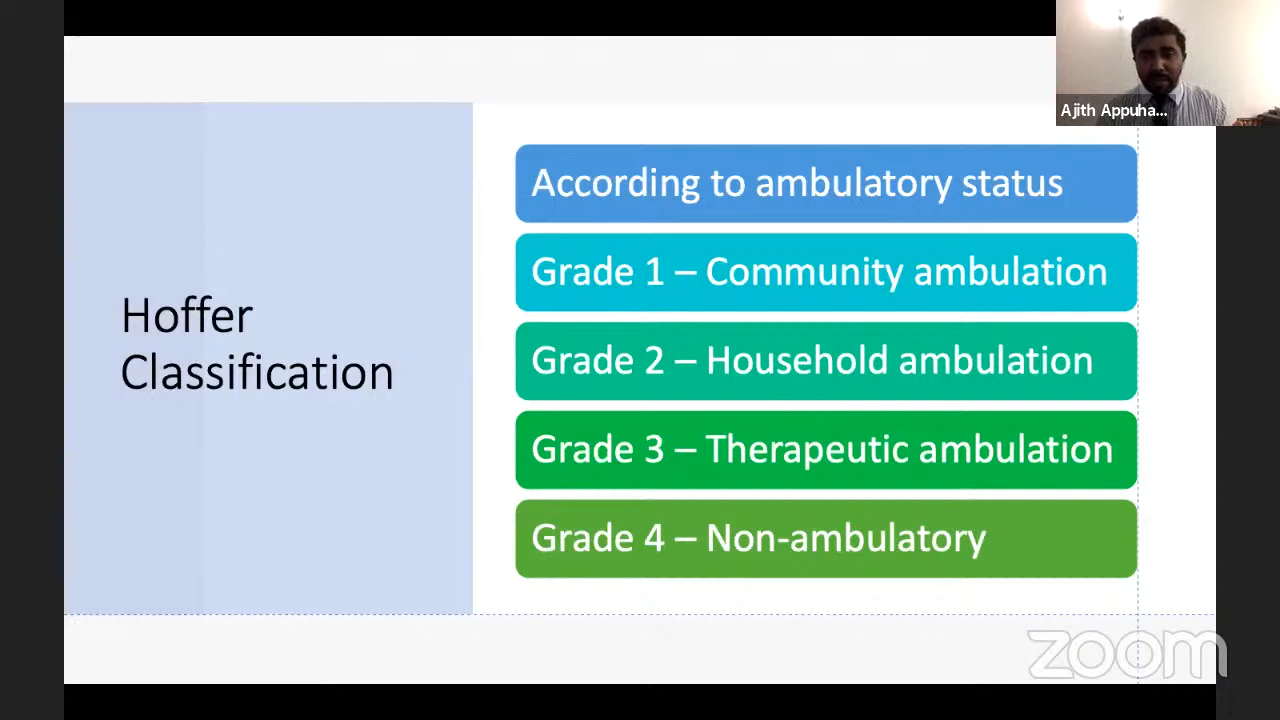 Ajith Appuha...
According to ambulatory status
Grade 1 – Community ambulation
Hoffer
Classification
Grade 2 – Household ambulation
Grade 3 – Therapeutic ambulation
Grade 4 – Non-ambulatory
zoom